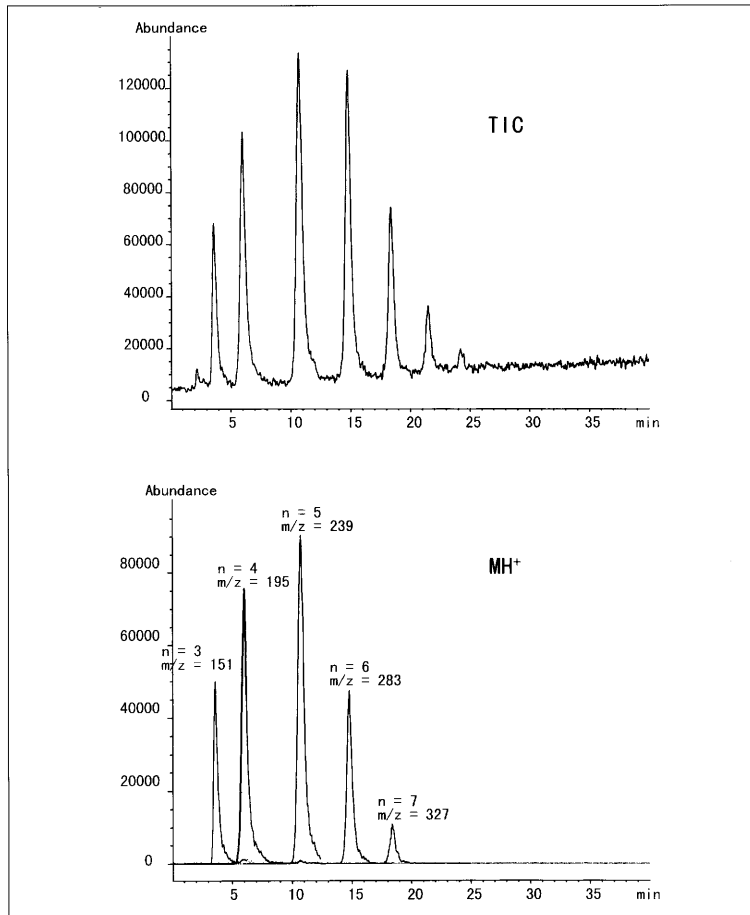 Abundance
120000
100000
80000
60000
40000
20000
0
TIC
5 10 15 20 25 30 35 min
Abundance
n = 5
m/z = 239
MH⁺
n = 4
m/z = 195
80000
60000
n = 3
m/z = 151
n = 6
m/z = 283
40000
20000
n = 7
m/z = 327
0
5 10 15 20 25 30 35 min